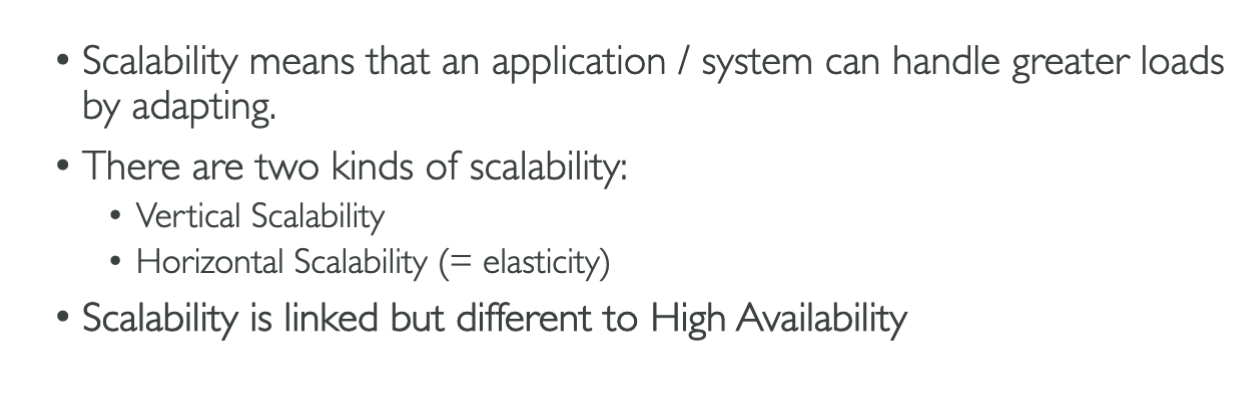 • Scalability means that an application / system can handle greater loads
by adapting.
• There are two kinds of scalability:
• Vertical Scalability
• Horizontal Scalability (= elasticity)
• Scalability is linked but different to High Availability